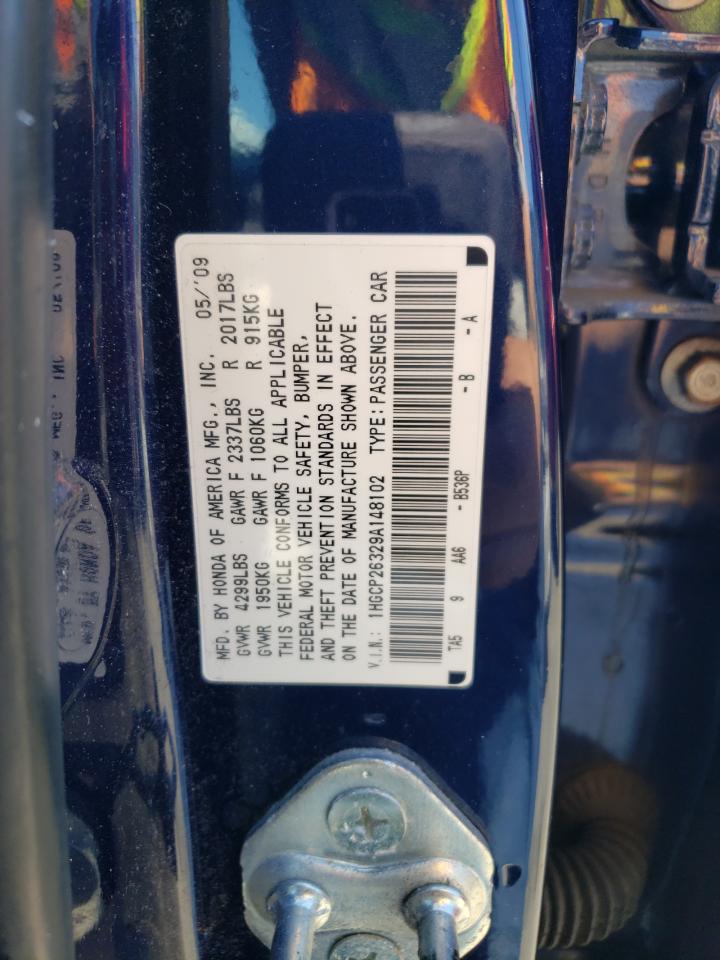 MFD. BY HONDA OF AMERICA MFG., INC. 05/'09
GVWR 4299LBS GAWR F 2337LBS R 2017LBS
GVWR 1950KG GAWR F 1060KG R 915KG
THIS VEHICLE CONFORMS TO ALL APPLICABLE
FEDERAL MOTOR VEHICLE SAFETY, BUMPER,
AND THEFT PREVENTION STANDARDS IN EFFECT
ON THE DATE OF MANUFACTURE SHOWN ABOVE.
V.I.N.: 1HGCP26329A148102 TYPE: PASSENGER CAR
TA5 9 AA6 - B536P - B - A